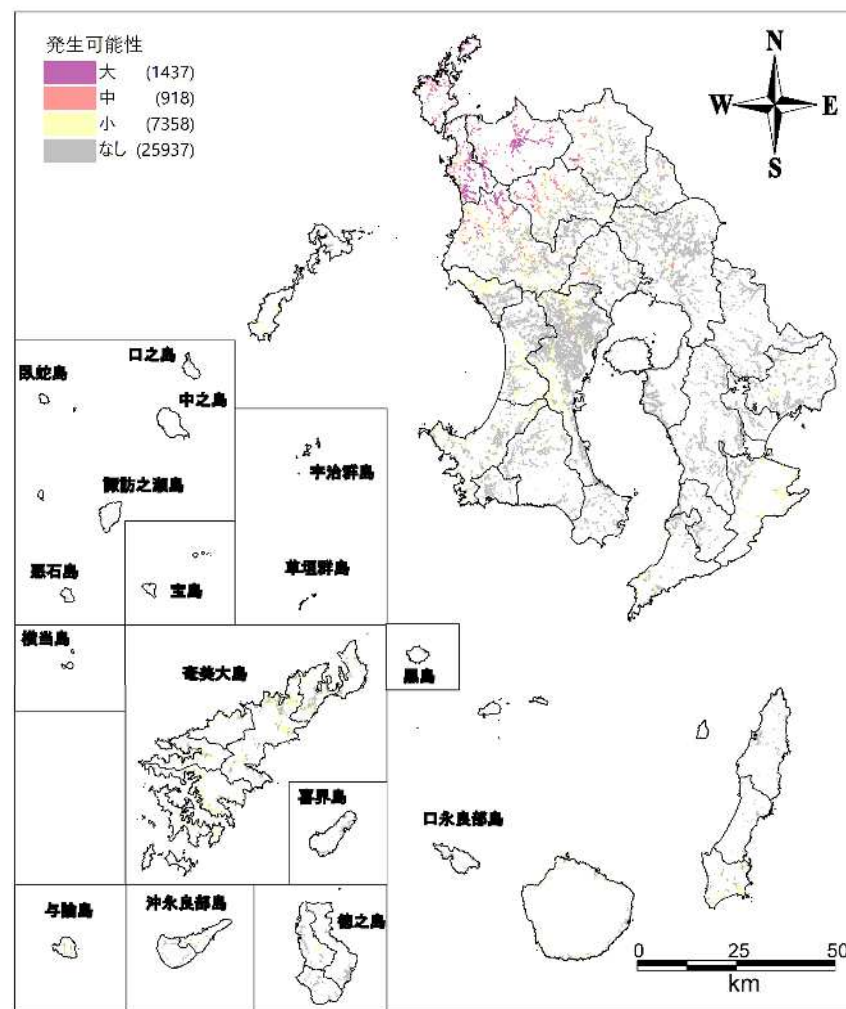 発生可能性
大 (1437)
中 (918)
小 (7358)
なし (25937)
N
W E
S
口之島
臥蛇島
中之島
宇治群島
諏訪之瀬島
草垣群島
悪石島
宝島
横当島
奄美大島
黒島
喜界島
口永良部島
与論島
沖永良部島
徳之島
0 25 50
km